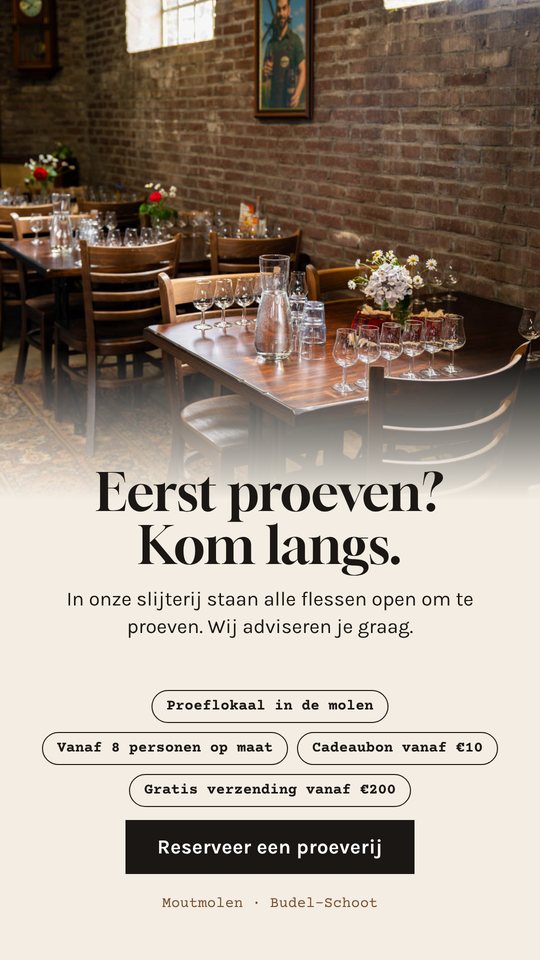 Eerst proeven?
Kom langs.
In onze slijterij staan alle flessen open om te
proeven. Wij adviseren je graag.
Proeflokaal in de molen
Vanaf 8 personen op maat
Cadeaubon vanaf €10
Gratis verzending vanaf €200
Reserveer een proeverij
Moutmolen · Budel-Schoot